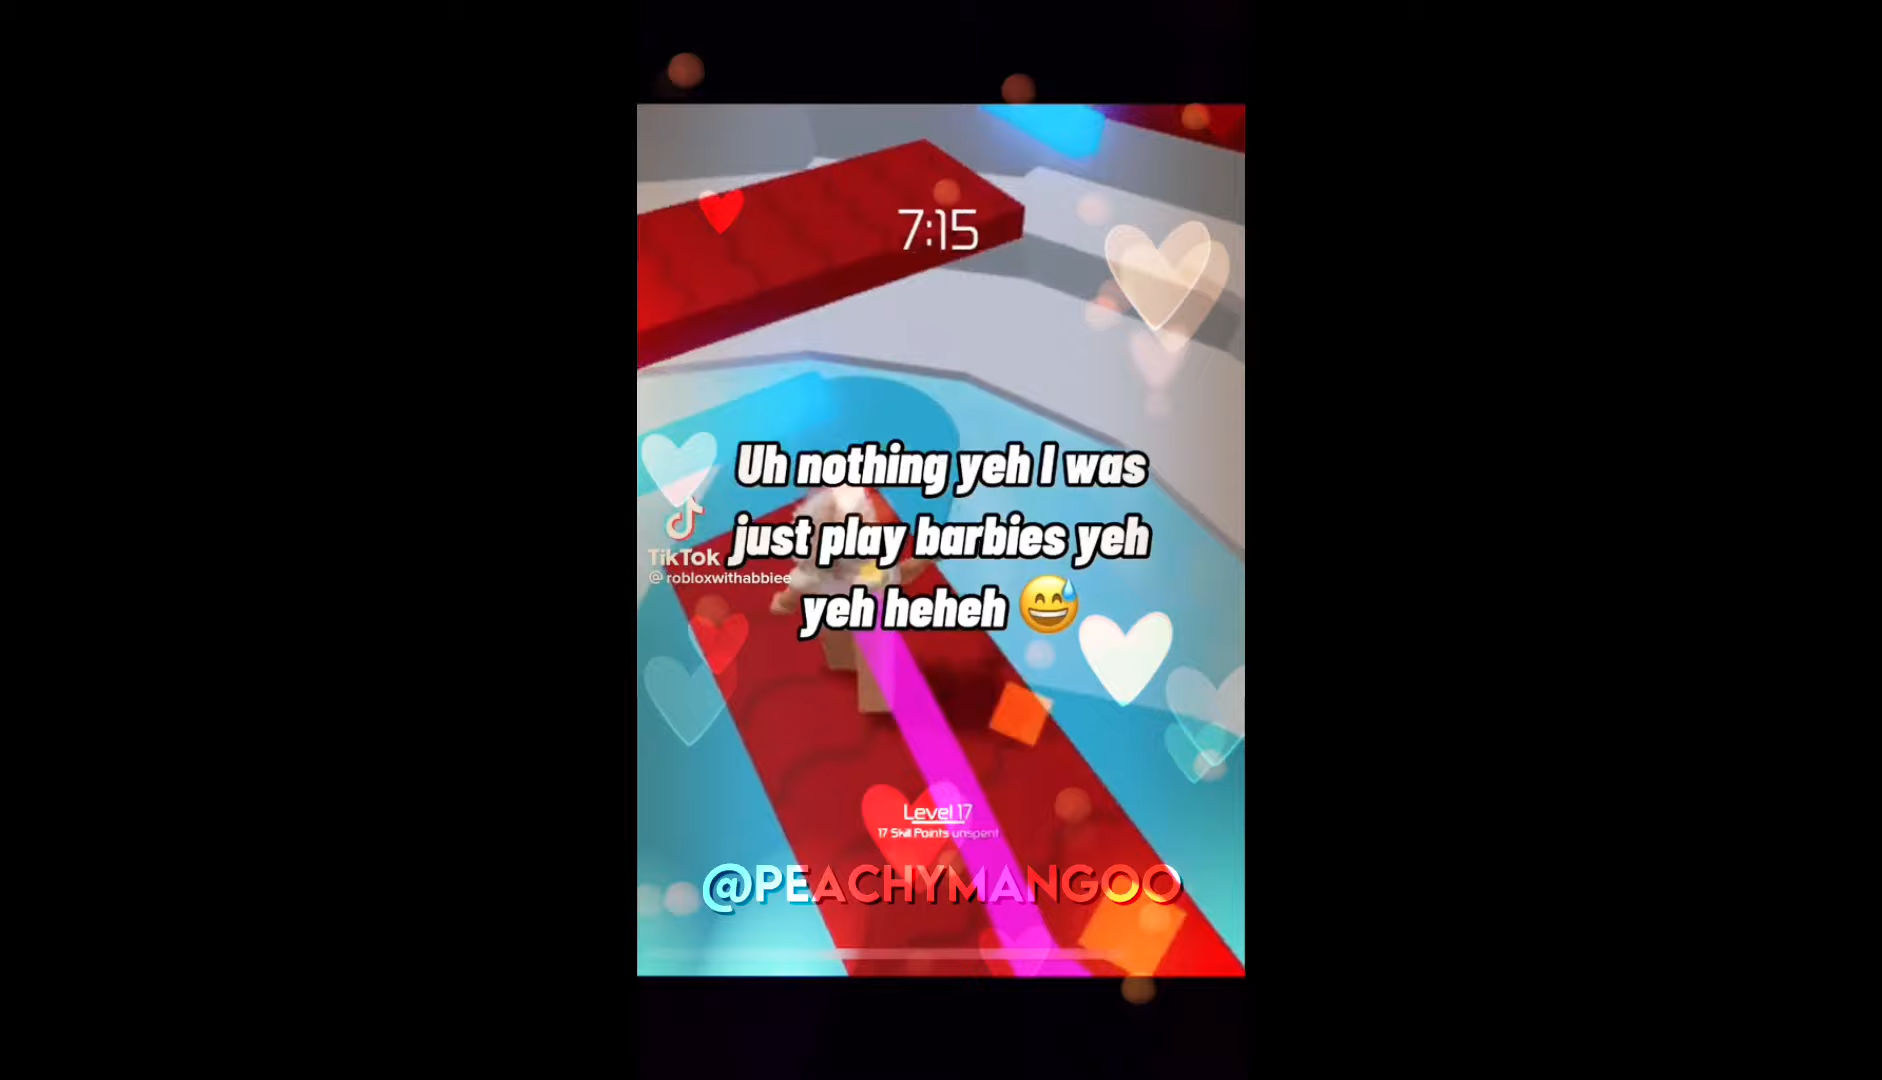 7:15
Uh nothing yeh I was
just play barbies yeh
yeh heheh 😅
TikTok
@robloxwithabbiee
Level 17
17 Skill Points unspent
@PEACHYMANGOO